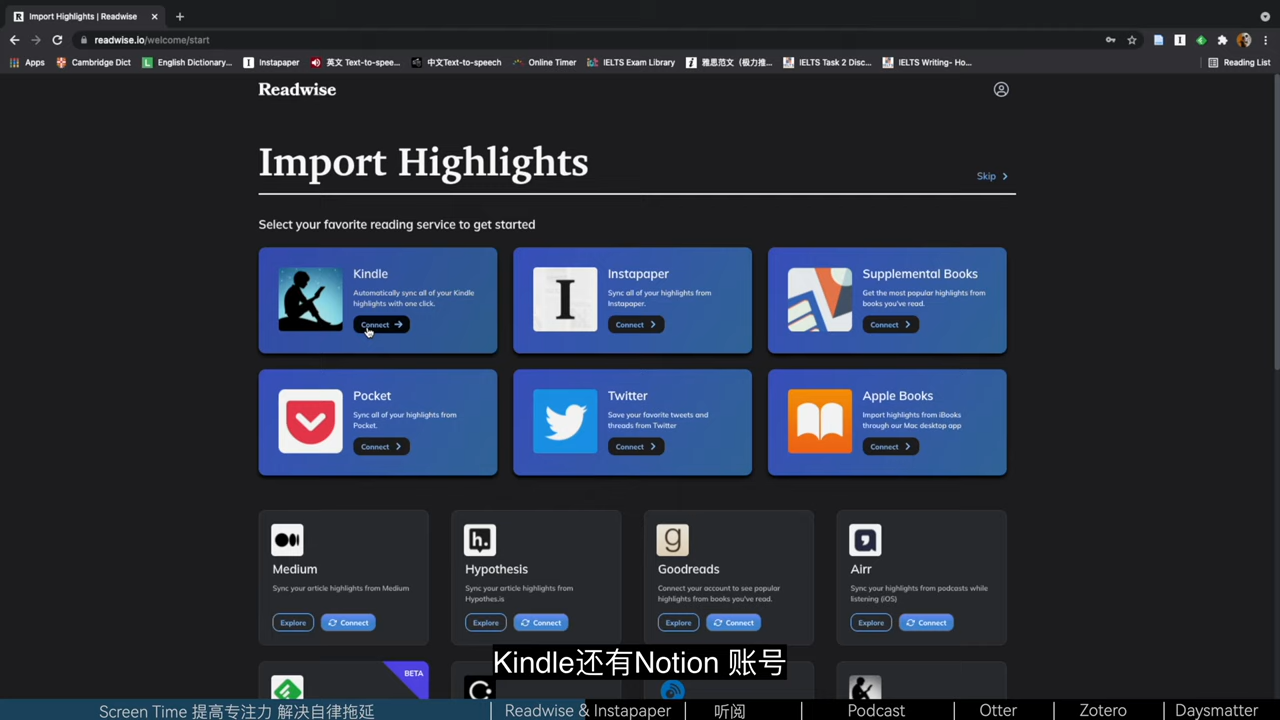 Import Highlights | Readwise
readwise.io/welcome/start
Apps
Cambridge Dict
English Dictionary...
Instapaper
英文 Text-to-spee...
中文Text-to-speech
Online Timer
IELTS Exam Library
雅思范文（极力推...
IELTS Task 2 Disc...
IELTS Writing- Ho...
Reading List
Readwise
Import Highlights
Skip
Select your favorite reading service to get started
Kindle
Automatically sync all of your Kindle
highlights with one click.
Connect
Instapaper
Sync all of your highlights from
Instapaper.
Connect
Supplemental Books
Get the most popular highlights from
books you've read.
Connect
Pocket
Sync all of your highlights from
Pocket.
Connect
Twitter
Save your favorite tweets and
threads from Twitter
Connect
Apple Books
Import highlights from iBooks
through our Mac desktop app
Connect
Medium
Sync your article highlights from Medium
Explore
Connect
h.
Hypothesis
Sync your article highlights from
Hypothes.is
Explore
Connect
g
Goodreads
Connect your account to see popular
highlights from books you've read.
Explore
Connect
Airr
Sync your highlights from podcasts while
listening (iOS)
Explore
Connect
BETA
Kindle还有Notion 账号
Screen Time 提高专注力 解决自律拖延
Readwise & Instapaper
听阅
Podcast
Otter
Zotero
Daysmatter